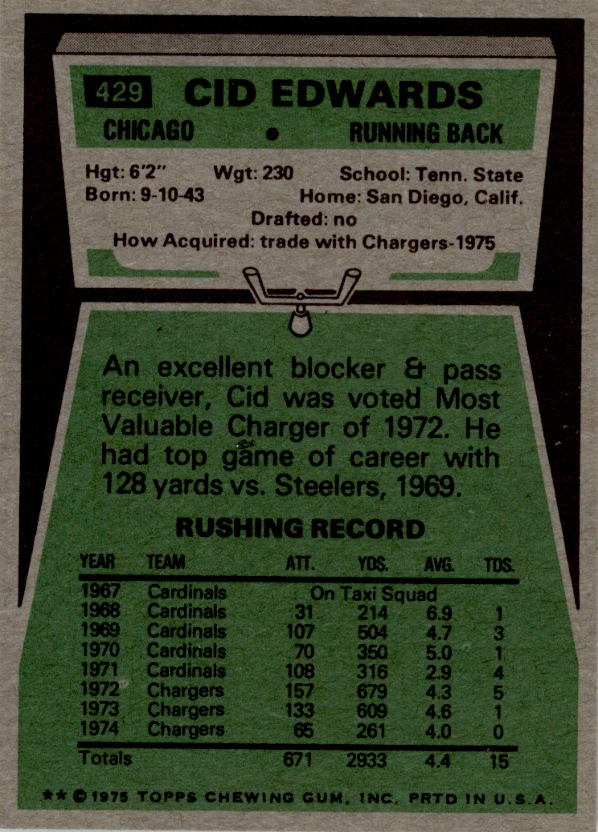 429 CID EDWARDS
CHICAGO • RUNNING BACK
Hgt: 6'2" Wgt: 230 School: Tenn. State
Born: 9-10-43 Home: San Diego, Calif.
Drafted: no
How Acquired: trade with Chargers-1975
An excellent blocker & pass
receiver, Cid was voted Most
Valuable Charger of 1972. He
had top game of career with
128 yards vs. Steelers, 1969.
RUSHING RECORD
YEAR TEAM ATT. YDS. AVG. TDS.
1967 Cardinals On Taxi Squad
1968 Cardinals 31 214 6.9 1
1969 Cardinals 107 504 4.7 3
1970 Cardinals 70 350 5.0 1
1971 Cardinals 108 316 2.9 4
1972 Chargers 157 679 4.3 5
1973 Chargers 133 609 4.6 1
1974 Chargers 65 261 4.0 0
Totals 671 2933 4.4 15
** © 1975 TOPPS CHEWING GUM, INC. PRTD IN U.S.A.